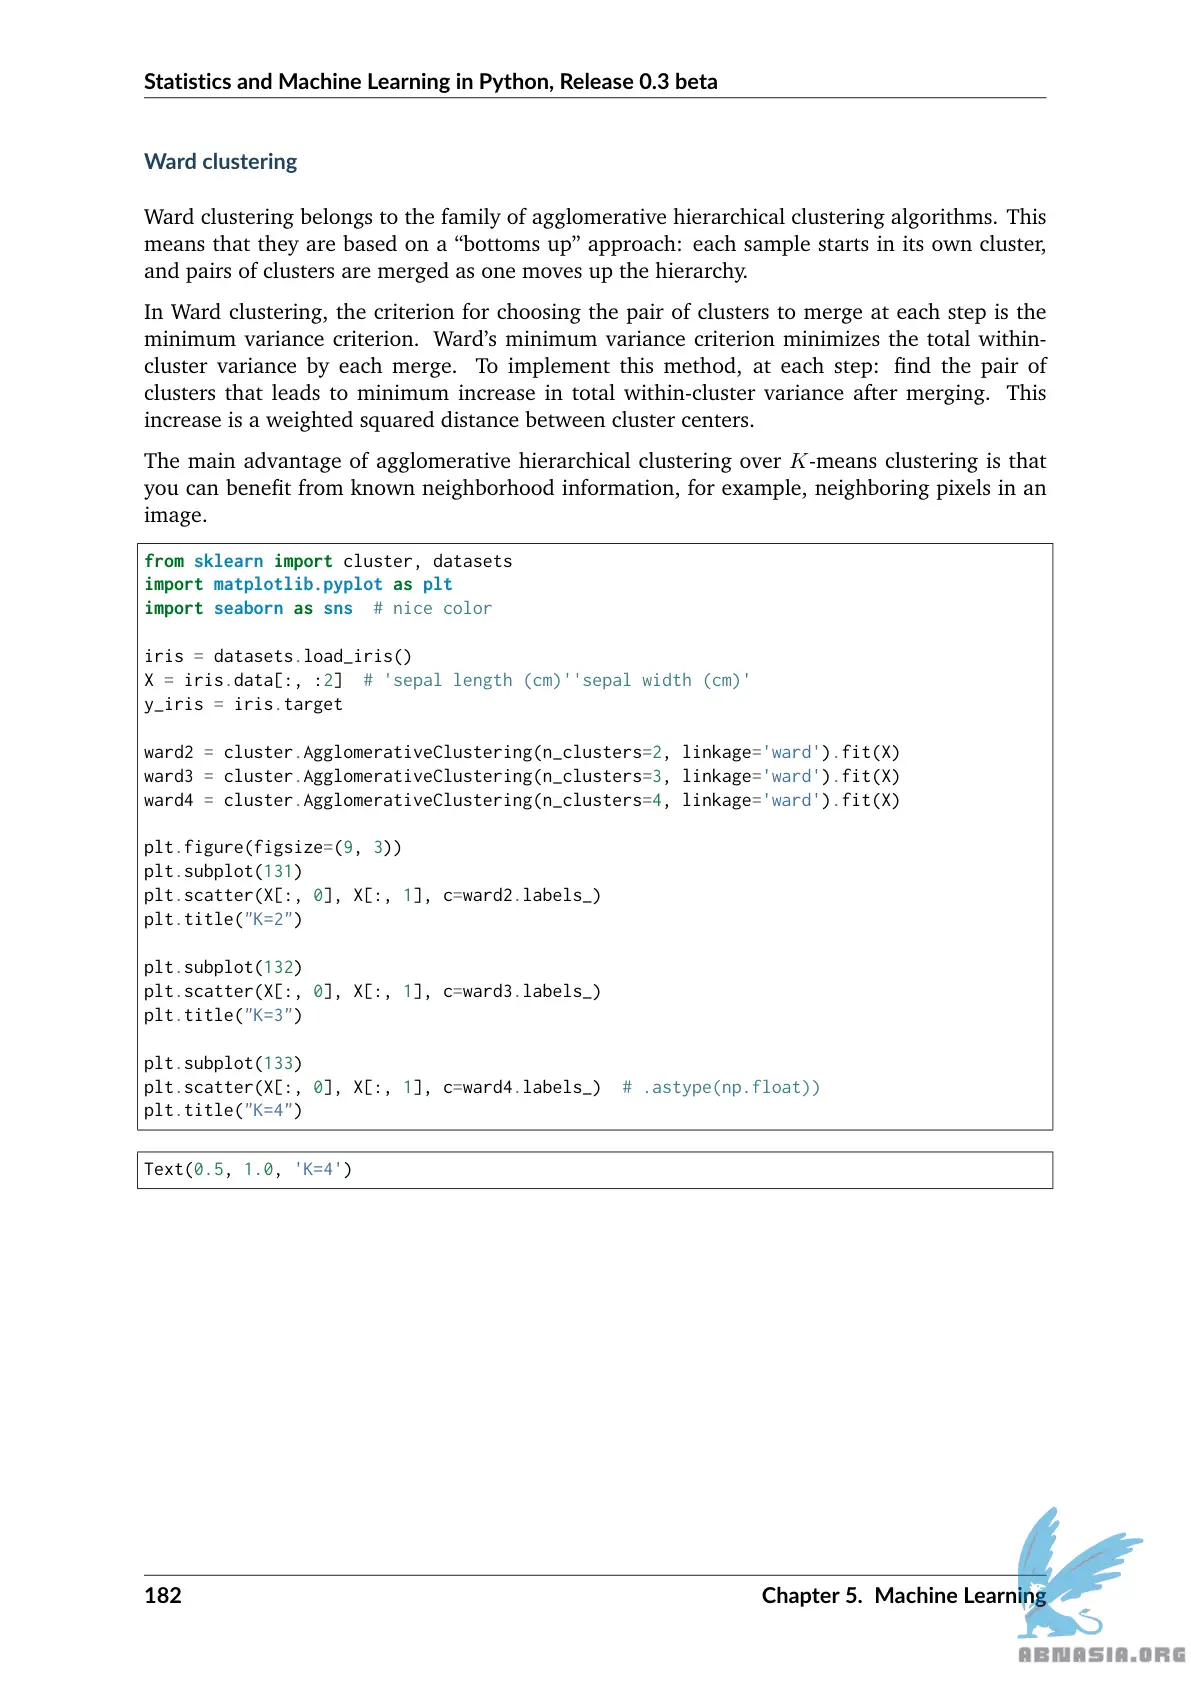 Statistics and Machine Learning in Python, Release 0.3 beta
Ward clustering
Ward clustering belongs to the family of agglomerative hierarchical clustering algorithms. This
means that they are based on a “bottoms up” approach: each sample starts in its own cluster,
and pairs of clusters are merged as one moves up the hierarchy.
In Ward clustering, the criterion for choosing the pair of clusters to merge at each step is the
minimum variance criterion. Ward’s minimum variance criterion minimizes the total within-
cluster variance by each merge. To implement this method, at each step: find the pair of
clusters that leads to minimum increase in total within-cluster variance after merging. This
increase is a weighted squared distance between cluster centers.
The main advantage of agglomerative hierarchical clustering over K-means clustering is that
you can benefit from known neighborhood information, for example, neighboring pixels in an
image.
from sklearn import cluster, datasets
import matplotlib.pyplot as plt
import seaborn as sns  # nice color
iris = datasets.load_iris()
X = iris.data[:, :2]  # 'sepal length (cm)''sepal width (cm)'
y_iris = iris.target
ward2 = cluster.AgglomerativeClustering(n_clusters=2, linkage='ward').fit(X)
ward3 = cluster.AgglomerativeClustering(n_clusters=3, linkage='ward').fit(X)
ward4 = cluster.AgglomerativeClustering(n_clusters=4, linkage='ward').fit(X)
plt.figure(figsize=(9, 3))
plt.subplot(131)
plt.scatter(X[:, 0], X[:, 1], c=ward2.labels_)
plt.title("K=2")
plt.subplot(132)
plt.scatter(X[:, 0], X[:, 1], c=ward3.labels_)
plt.title("K=3")
plt.subplot(133)
plt.scatter(X[:, 0], X[:, 1], c=ward4.labels_)  # .astype(np.float))
plt.title("K=4")
Text(0.5, 1.0, 'K=4')
182 Chapter 5. Machine Learning
ABNASIA.ORG